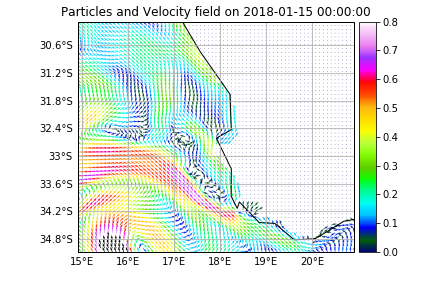 Particles and Velocity field on 2018-01-15 00:00:00
30.6°S
31.2°S
31.8°S
32.4°S
33°S
33.6°S
34.2°S
34.8°S
15°E 16°E 17°E 18°E 19°E 20°E
0.8
0.7
0.6
0.5
0.4
0.3
0.2
0.1
0.0